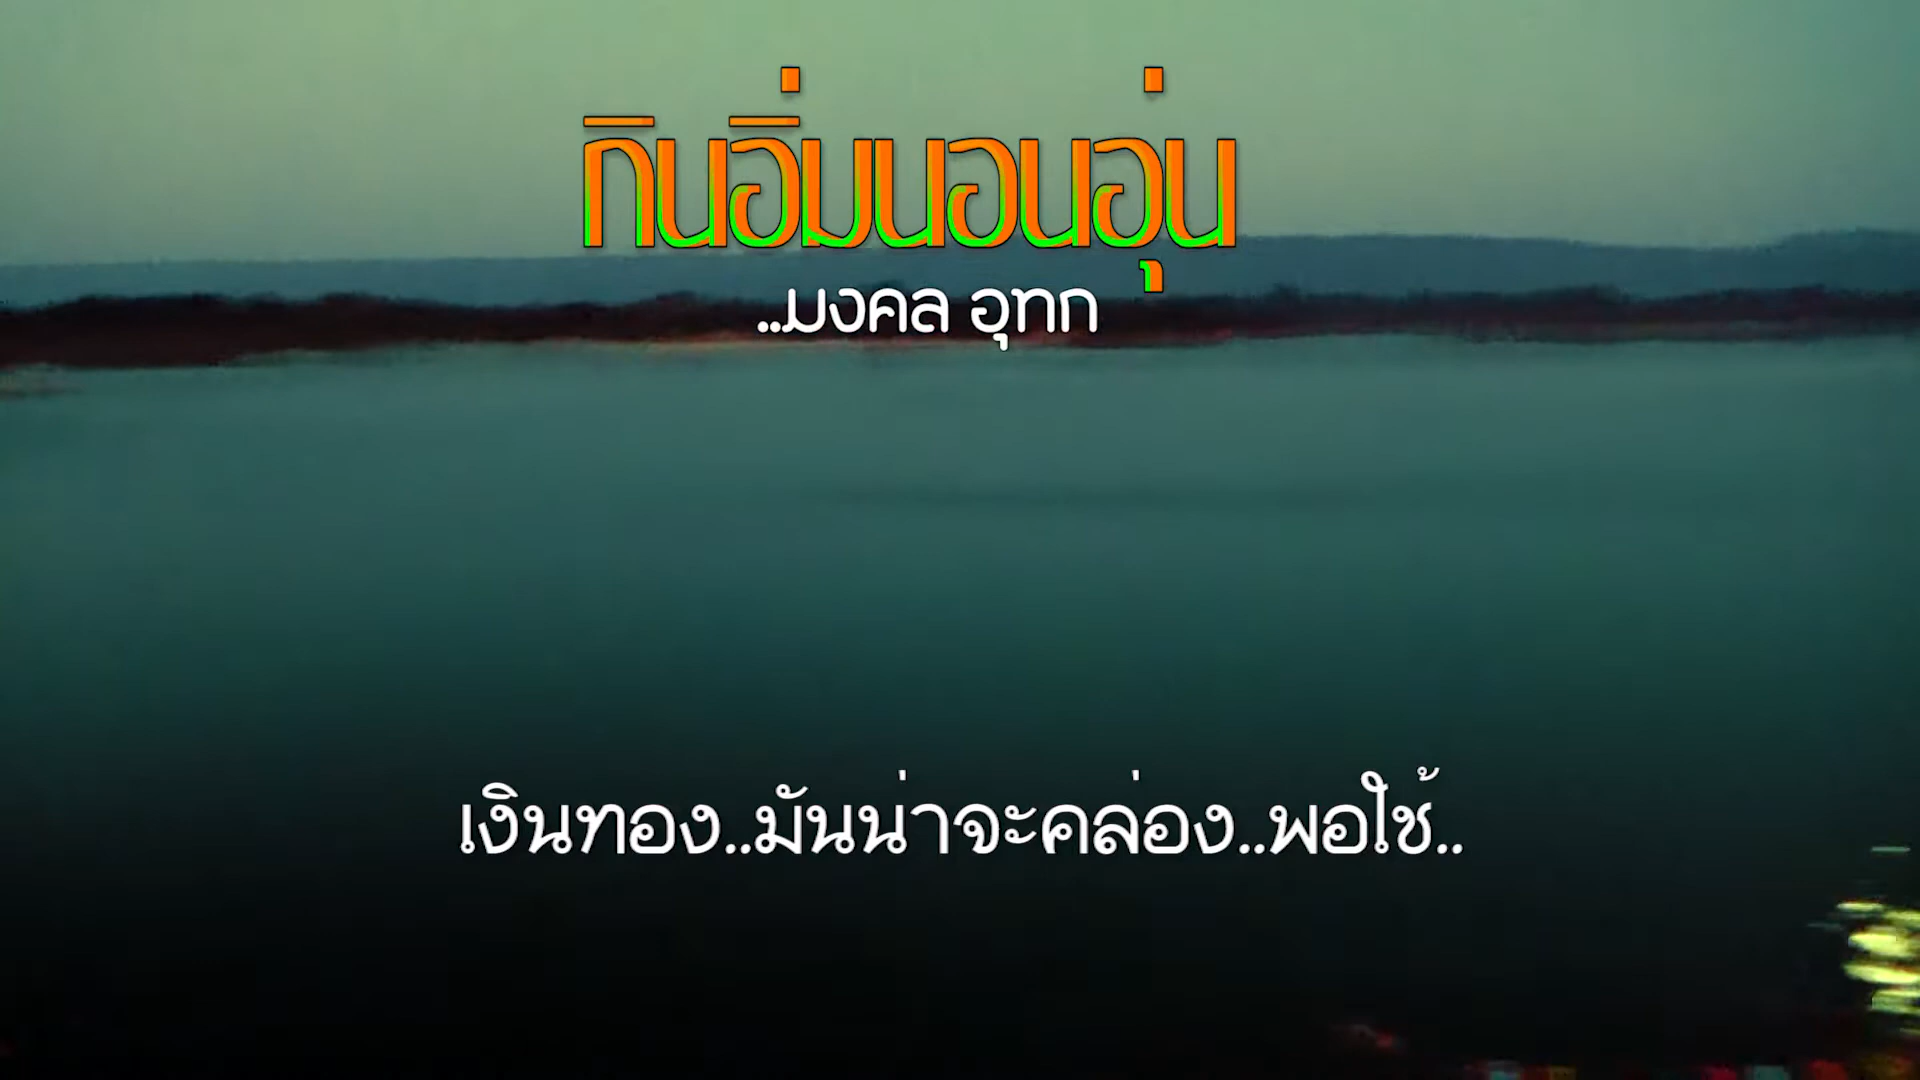 กินอิ่มนอนอุ่น
..มงคล อุทก
เงินทอง..มันน่าจะคล่อง..พอใช้..